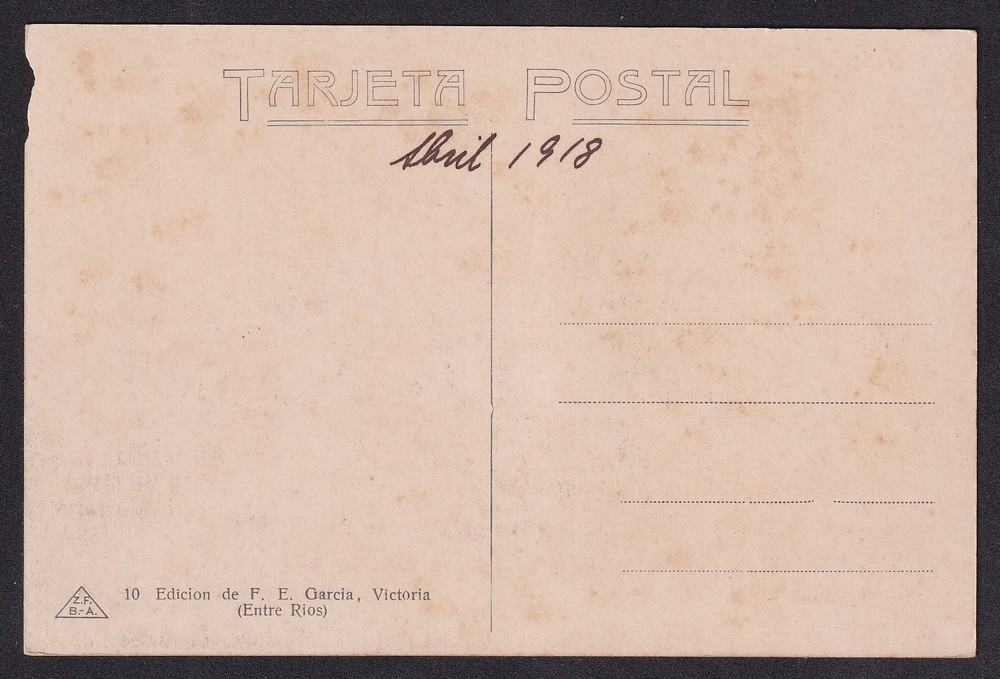 TARJETA POSTAL
Abril 1918
Z.F.
B.-A.
10 Edicion de F. E. Garcia, Victoria
(Entre Rios)